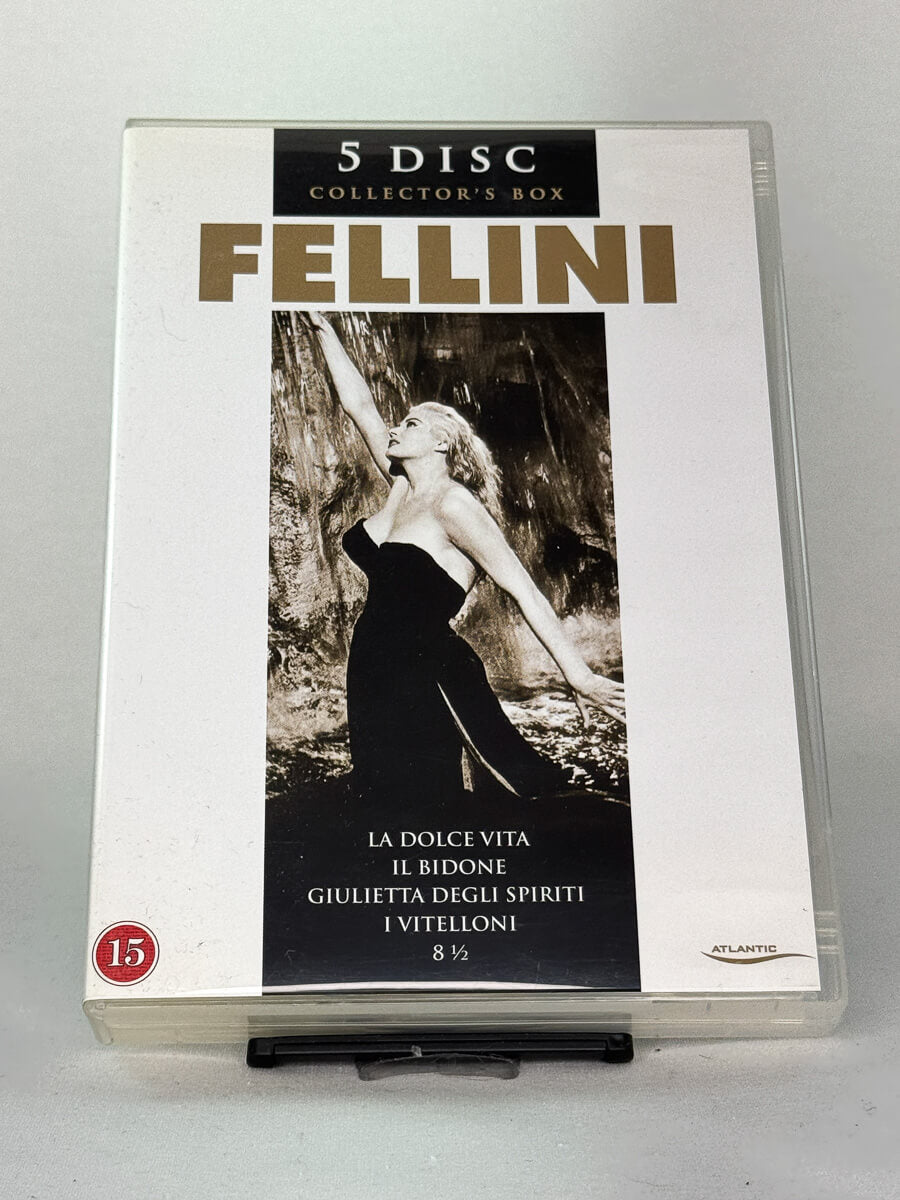 5 DISC
COLLECTOR'S BOX
FELLINI
LA DOLCE VITA
IL BIDONE
GIULIETTA DEGLI SPIRITI
I VITELLONI
8 ½
15
ATLANTIC